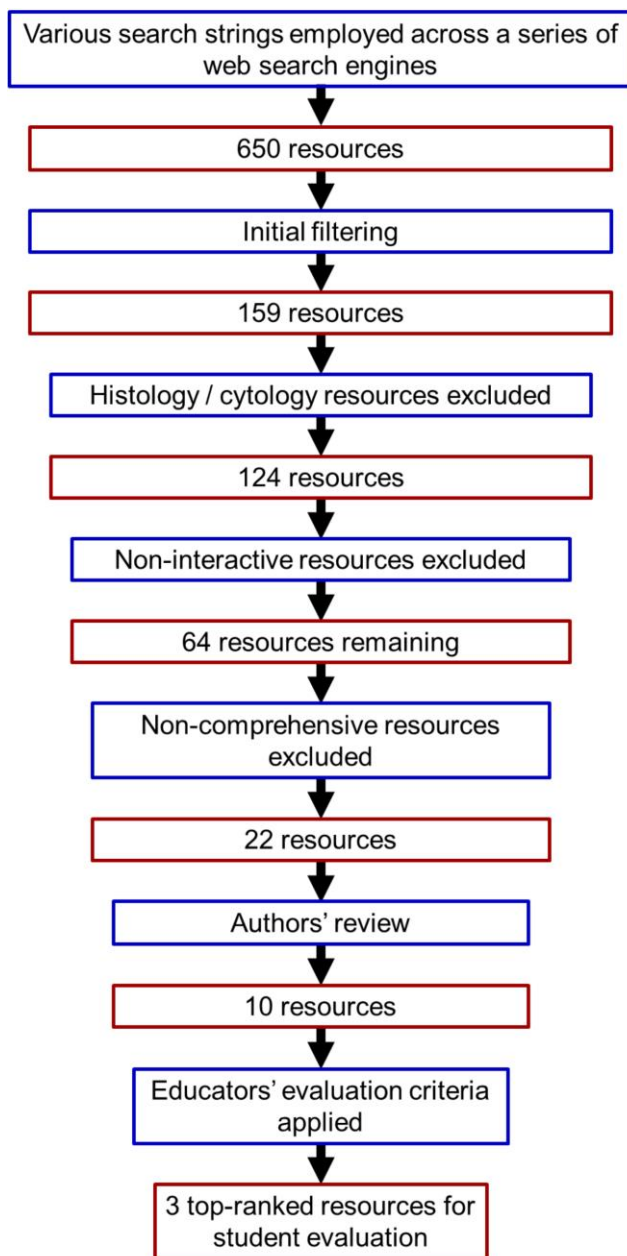 Various search strings employed across a series of
web search engines
650 resources
Initial filtering
159 resources
Histology / cytology resources excluded
124 resources
Non-interactive resources excluded
64 resources remaining
Non-comprehensive resources
excluded
22 resources
Authors’ review
10 resources
Educators’ evaluation criteria
applied
3 top-ranked resources for
student evaluation